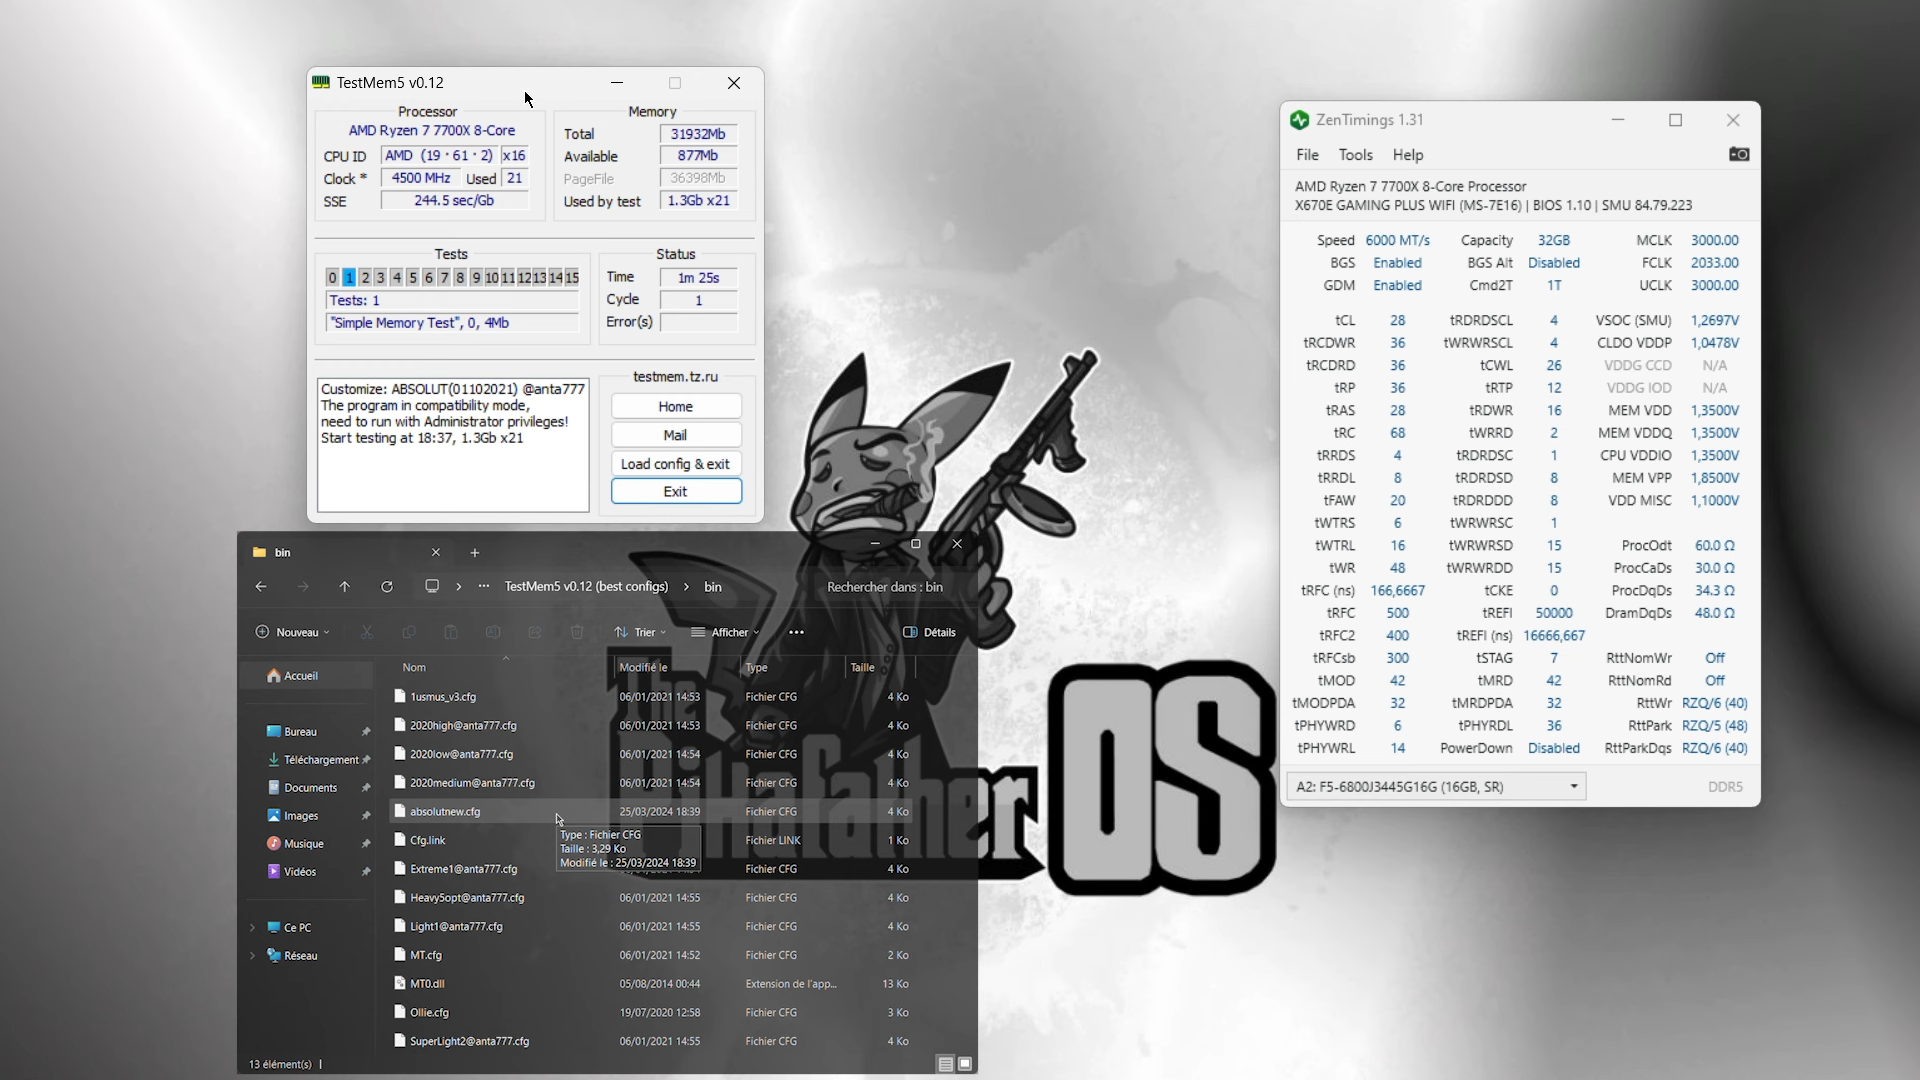 TestMem5 v0.12
Processor
AMD Ryzen 7 7700X 8-Core
CPU ID AMD (19 · 61 · 2) x16
Clock * 4500 MHz Used 21
SSE 244.5 sec/Gb
Memory
Total 31932Mb
Available 877Mb
PageFile 36398Mb
Used by test 1.3Gb x21
Tests
0 1 2 3 4 5 6 7 8 9 10 11 12 13 14 15
Tests: 1
"Simple Memory Test", 0, 4Mb
Status
Time 1m 25s
Cycle 1
Error(s)
Customize: ABSOLUT(01102021) @anta777
The program in compatibility mode,
need to run with Administrator privileges!
Start testing at 18:37, 1.3Gb x21
testmem.tz.ru
Home
Mail
Load config & exit
Exit
ZenTimings 1.31
File Tools Help
AMD Ryzen 7 7700X 8-Core Processor
X670E GAMING PLUS WIFI (MS-7E16) | BIOS 1.10 | SMU 84.79.223
Speed 6000 MT/s Capacity 32GB MCLK 3000.00
BGS Enabled BGS Alt Disabled FCLK 2033.00
GDM Enabled Cmd2T 1T UCLK 3000.00
tCL 28 tRDRDSCL 4 VSOC (SMU) 1,2697V
tRCDWR 36 tWRWRSCL 4 CLDO VDDP 1,0478V
tRCDRD 36 tCWL 26 VDDG CCD N/A
tRP 36 tRTP 12 VDDG IOD N/A
tRAS 28 tRDWR 16 MEM VDD 1,3500V
tRC 68 tWRRD 2 MEM VDDQ 1,3500V
tRRDS 4 tRDRDSC 1 CPU VDDIO 1,3500V
tRRDL 8 tRDRDSD 8 MEM VPP 1,8500V
tFAW 20 tRDRDDD 8 VDD MISC 1,1000V
tWTRS 6 tWRWRSC 1
tWTRL 16 tWRWRSD 15 ProcOdt 60.0 Ω
tWR 48 tWRWRDD 15 ProcCaDs 30.0 Ω
tRFC (ns) 166,6667 tCKE 0 ProcDqDs 34.3 Ω
tRFC 500 tREFI 50000 DramDqDs 48.0 Ω
tRFC2 400 tREFI (ns) 16666,667
tRFCsb 300 tSTAG 7 RttNomWr Off
tMOD 42 tMRD 42 RttNomRd Off
tMODPDA 32 tMRDPDA 32 RttWr RZQ/6 (40)
tPHYWRD 6 tPHYRDL 36 RttPark RZQ/5 (48)
tPHYWRL 14 PowerDown Disabled RttParkDqs RZQ/6 (40)
A2: F5-6800J3445G16G (16GB, SR) DDR5
bin
TestMem5 v0.12 (best configs) > bin
Rechercher dans : bin
Nouveau Trier Afficher Détails
Accueil
Bureau
Téléchargement
Documents
Images
Musique
Vidéos
Ce PC
Réseau
Nom Modifié le Type Taille
1usmus_v3.cfg 06/01/2021 14:53 Fichier CFG 4 Ko
2020high@anta777.cfg 06/01/2021 14:53 Fichier CFG 4 Ko
2020low@anta777.cfg 06/01/2021 14:54 Fichier CFG 4 Ko
2020medium@anta777.cfg 06/01/2021 14:54 Fichier CFG 4 Ko
absolutnew.cfg 25/03/2024 18:39 Fichier CFG 4 Ko
Cfg.link Fichier LINK 1 Ko
Extreme1@anta777.cfg Fichier CFG 4 Ko
Heavy5opt@anta777.cfg 06/01/2021 14:55 Fichier CFG 4 Ko
Light1@anta777.cfg 06/01/2021 14:55 Fichier CFG 4 Ko
MT.cfg 06/01/2021 14:52 Fichier CFG 2 Ko
MT0.dll 05/08/2014 00:44 Extension de l'app... 13 Ko
Ollie.cfg 19/07/2020 12:58 Fichier CFG 3 Ko
SuperLight2@anta777.cfg 06/01/2021 14:55 Fichier CFG 4 Ko
Type : Fichier CFG
Taille : 3,29 Ko
Modifié le : 25/03/2024 18:39
13 élément(s)
The
PiKafather OS